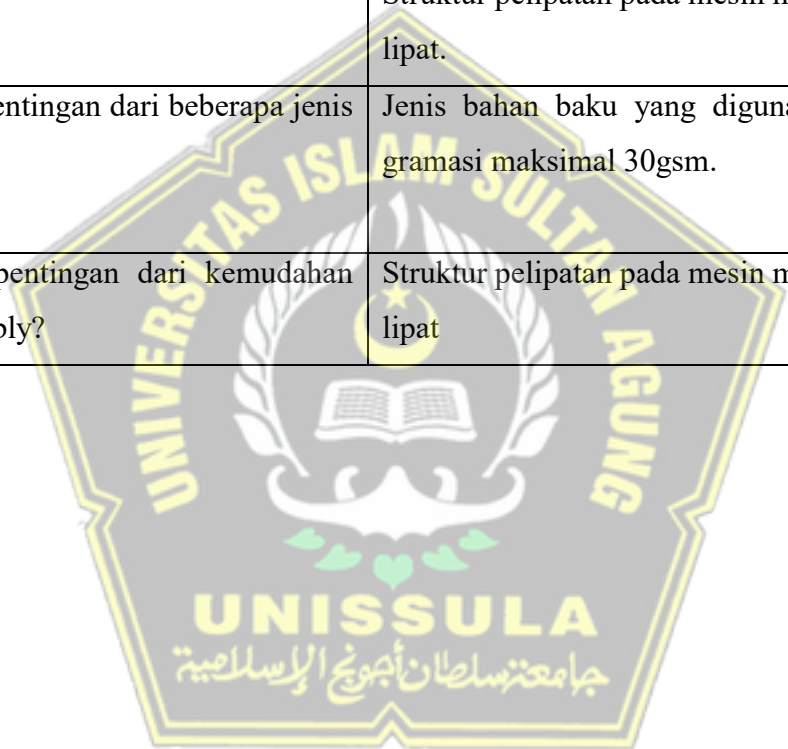 Struktur pelipatan pada mesin m
lipat.
entingan dari beberapa jenis
Jenis bahan baku yang diguna
gramasi maksimal 30gsm.
pentingan dari kemudahan
bly?
Struktur pelipatan pada mesin m
lipat
UNIVERSITAS ISLAM SULTAN AGUNG
UNISSULA
جامعة سلطان أجونج الإسلامية